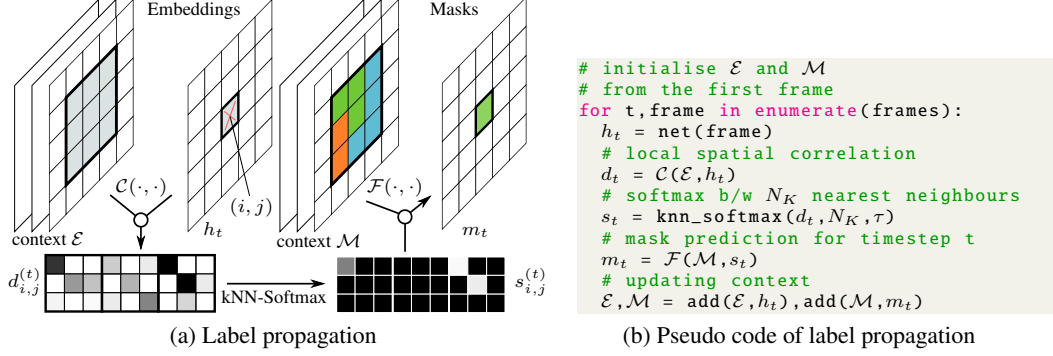 Embeddings
Masks
C(·, ·)
(i, j)
F(·, ·)
context ℰ
h_t
context ℳ
m_t
d_{i,j}^{(t)}
kNN-Softmax
s_{i,j}^{(t)}
(a) Label propagation
# initialise ℰ and ℳ
# from the first frame
for t,frame in enumerate(frames):
h_t = net(frame)
# local spatial correlation
d_t = C(ℰ,h_t)
# softmax b/w N_K nearest neighbours
s_t = knn_softmax(d_t,N_K,τ)
# mask prediction for timestep t
m_t = F(ℳ,s_t)
# updating context
ℰ,ℳ = add(ℰ,h_t),add(ℳ,m_t)
(b) Pseudo code of label propagation